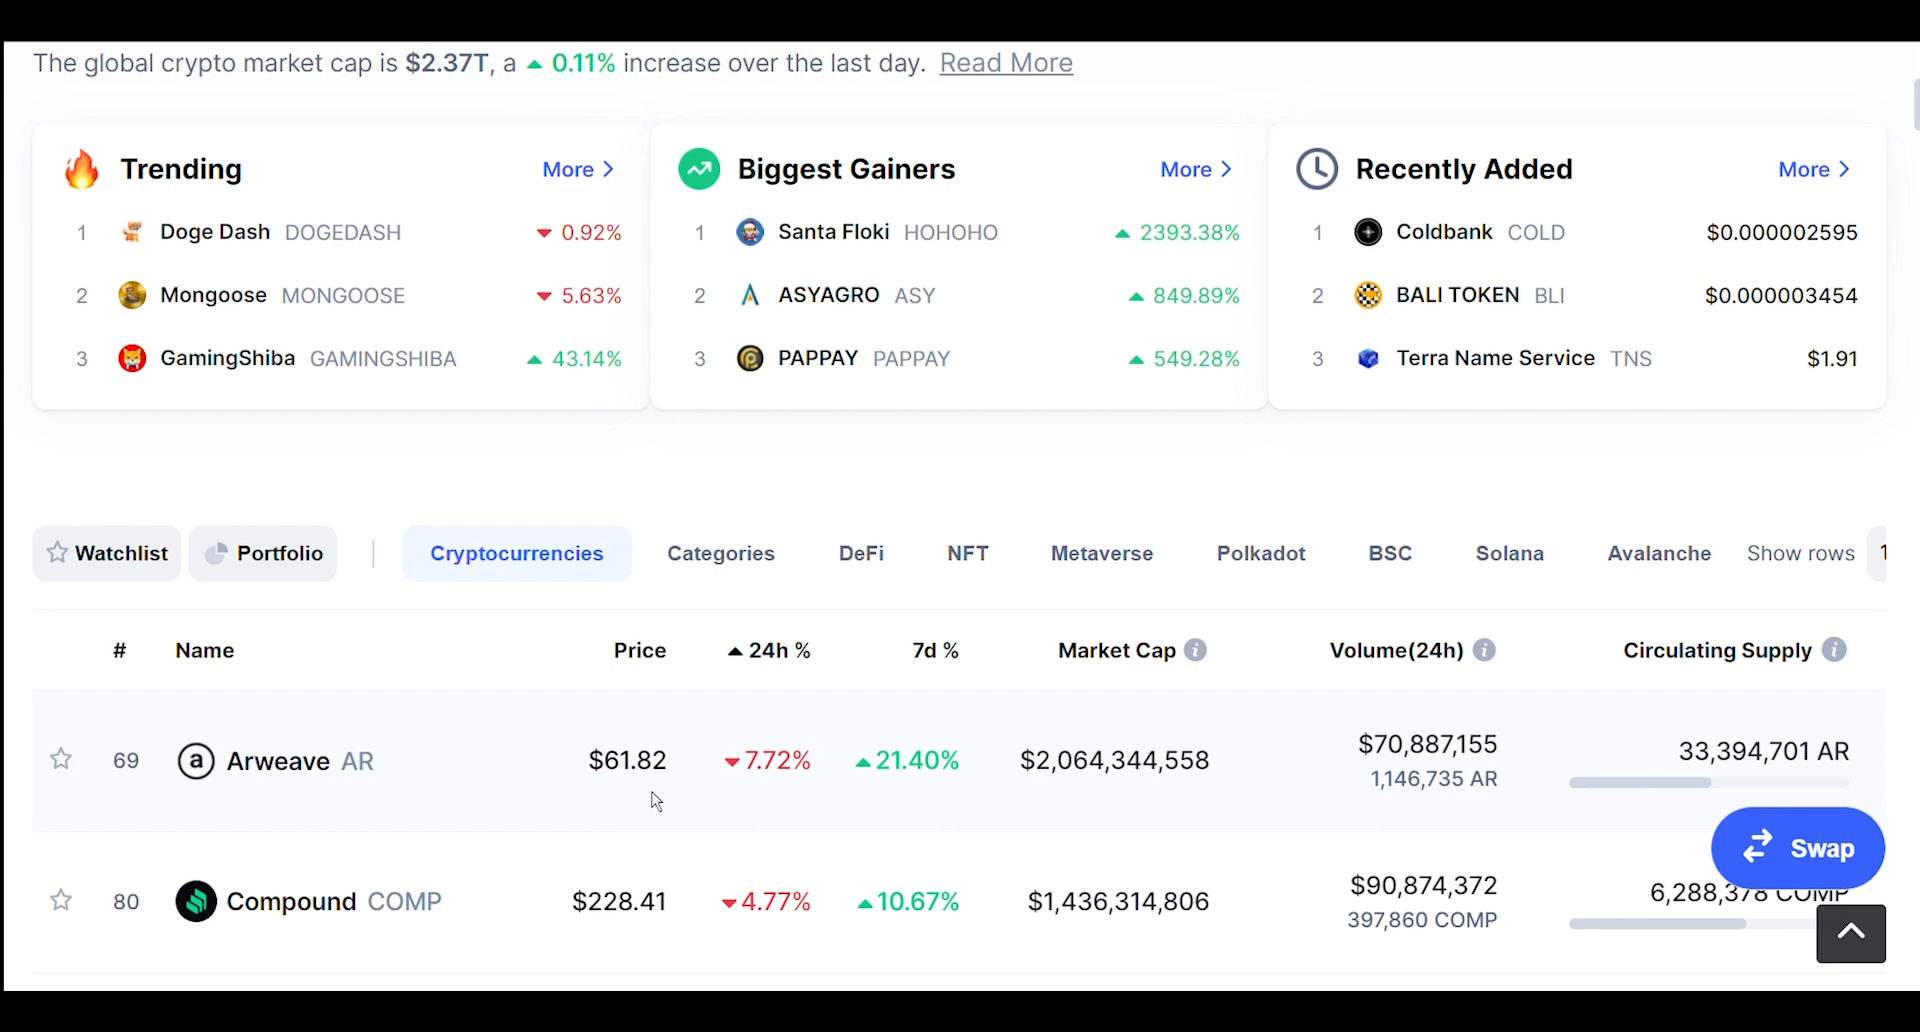 The global crypto market cap is $2.37T, a 0.11% increase over the last day. Read More
Trending More
1 Doge Dash DOGEDASH 0.92%
2 Mongoose MONGOOSE 5.63%
3 GamingShiba GAMINGSHIBA 43.14%
Biggest Gainers More
1 Santa Floki HOHOHO 2393.38%
2 ASYAGRO ASY 849.89%
3 PAPPAY PAPPAY 549.28%
Recently Added More
1 Coldbank COLD $0.000002595
2 BALI TOKEN BLI $0.000003454
3 Terra Name Service TNS $1.91
Watchlist Portfolio Cryptocurrencies Categories DeFi NFT Metaverse Polkadot BSC Solana Avalanche Show rows 1
# Name Price 24h % 7d % Market Cap Volume(24h) Circulating Supply
69 Arweave AR $61.82 7.72% 21.40% $2,064,344,558 $70,887,155 33,394,701 AR
1,146,735 AR
Swap
80 Compound COMP $228.41 4.77% 10.67% $1,436,314,806 $90,874,372 6,288,378 COMP
397,860 COMP